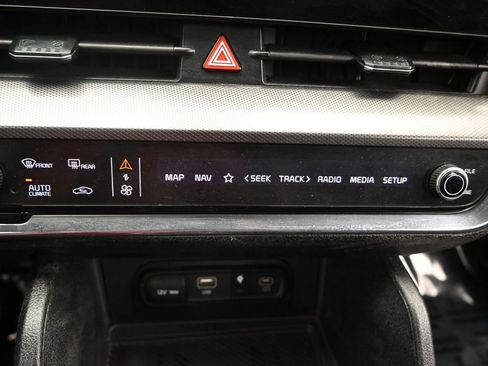 FRONT
REAR
MAP NAV <SEEK TRACK> RADIO MEDIA SETUP
AUTO
CLIMATE
12V